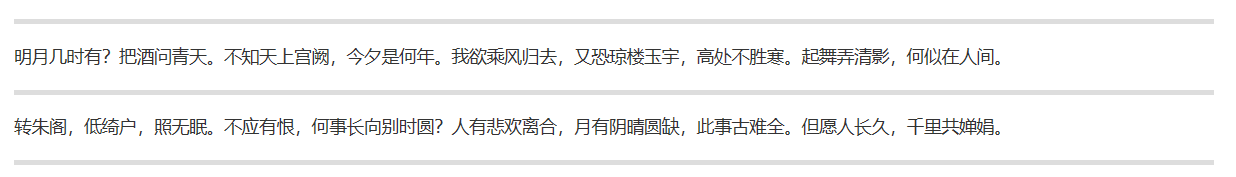 明月几时有？把酒问青天。不知天上宫阙，今夕是何年。我欲乘风归去，又恐琼楼玉宇，高处不胜寒。起舞弄清影，何似在人间。
转朱阁，低绮户，照无眠。不应有恨，何事长向别时圆？人有悲欢离合，月有阴晴圆缺，此事古难全。但愿人长久，千里共婵娟。